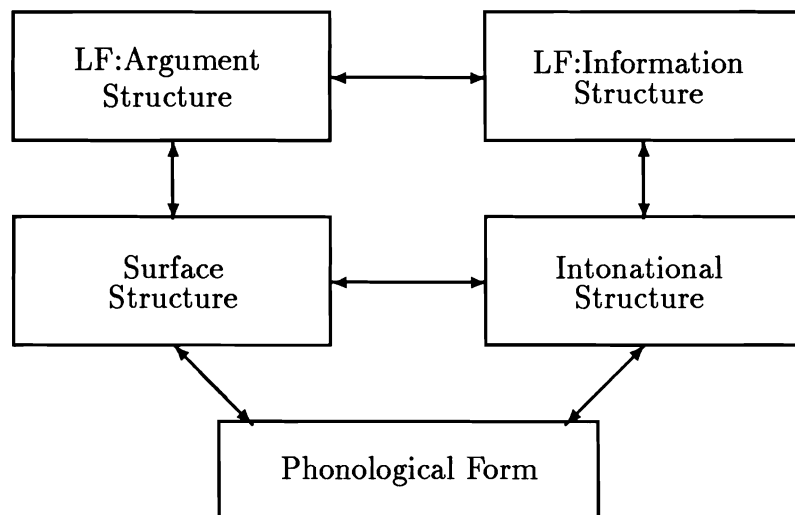 LF:Argument
Structure
LF:Information
Structure
Surface
Structure
Intonational
Structure
Phonological Form